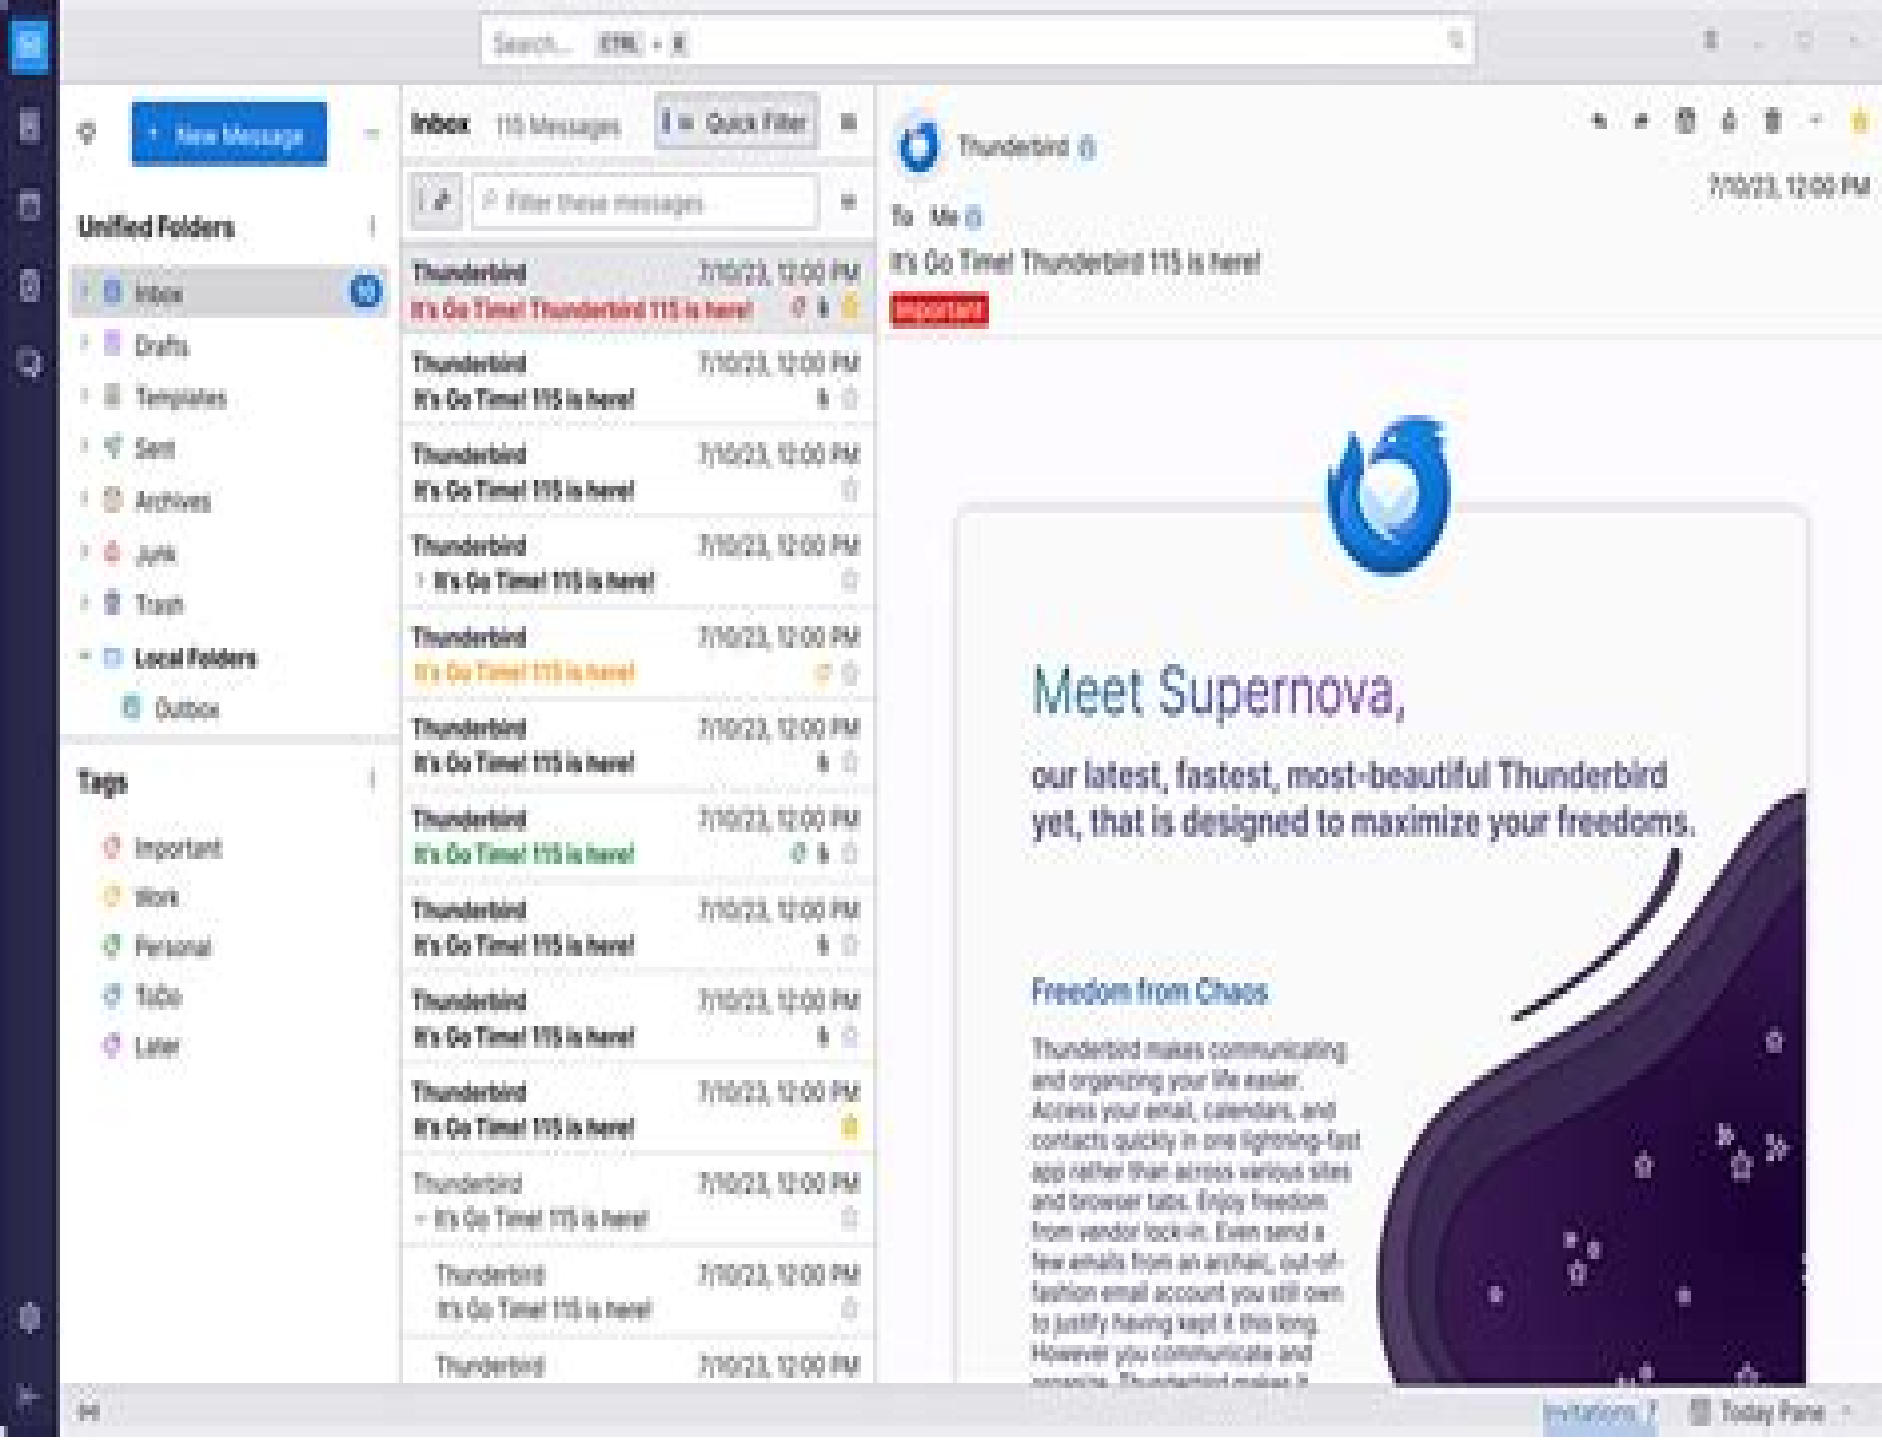 Search... CTRL + K
New Message
Unified Folders
Inbox
Drafts
Templates
Sent
Archives
Junk
Trash
Local Folders
Outbox
Tags
Important
Work
Personal
ToDo
Later
Inbox 115 Messages Quick Filter
Filter these messages
Thunderbird 7/10/23, 12:00 PM
It's Go Time! Thunderbird 115 is here!
Thunderbird 7/10/23, 12:00 PM
It's Go Time! 115 is here!
Thunderbird 7/10/23, 12:00 PM
It's Go Time! 115 is here!
Thunderbird 7/10/23, 12:00 PM
It's Go Time! 115 is here!
Thunderbird 7/10/23, 12:00 PM
It's Go Time! 115 is here!
Thunderbird 7/10/23, 12:00 PM
It's Go Time! 115 is here!
Thunderbird 7/10/23, 12:00 PM
It's Go Time! 115 is here!
Thunderbird 7/10/23, 12:00 PM
It's Go Time! 115 is here!
Thunderbird 7/10/23, 12:00 PM
It's Go Time! 115 is here!
Thunderbird 7/10/23, 12:00 PM
It's Go Time! 115 is here!
Thunderbird 7/10/23, 12:00 PM
It's Go Time! 115 is here!
Thunderbird 7/10/23, 12:00 PM
It's Go Time! 115 is here!
Thunderbird 7/10/23, 12:00 PM
Thunderbird
7/10/23, 12:00 PM
To Me
It's Go Time! Thunderbird 115 is here!
Important
Meet Supernova,
our latest, fastest, most-beautiful Thunderbird
yet, that is designed to maximize your freedoms.
Freedom from Chaos
Thunderbird makes communicating
and organizing your life easier.
Access your email, calendars, and
contacts quickly in one lightning-fast
app rather than across various sites
and browser tabs. Enjoy freedom
from vendor lock-in. Even send a
few emails from an archaic, out-of-
fashion email account you still own
to justify having kept it this long.
However you communicate and
organize, Thunderbird makes it
Invitations: 7 Today Pane